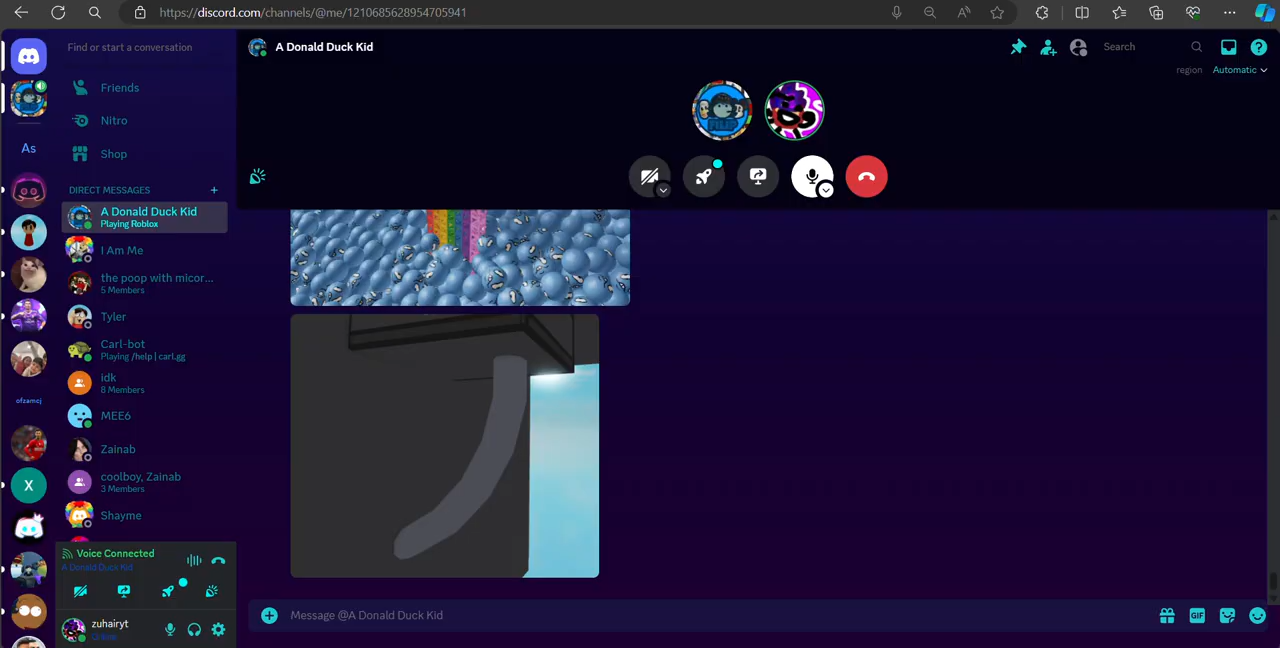 https://discord.com/channels/@me/1210685628954705941
Find or start a conversation
A Donald Duck Kid
Search
region
Automatic
Friends
Nitro
Shop
As
DIRECT MESSAGES
A Donald Duck Kid
Playing Roblox
I Am Me
the poop with micor...
5 Members
Tyler
Carl-bot
Playing /help | carl.gg
idk
8 Members
ofzamcj
MEE6
Zainab
X
coolboy, Zainab
3 Members
Shayme
Voice Connected
A Donald Duck Kid
zuhairyt
Online
Message @A Donald Duck Kid
GIF